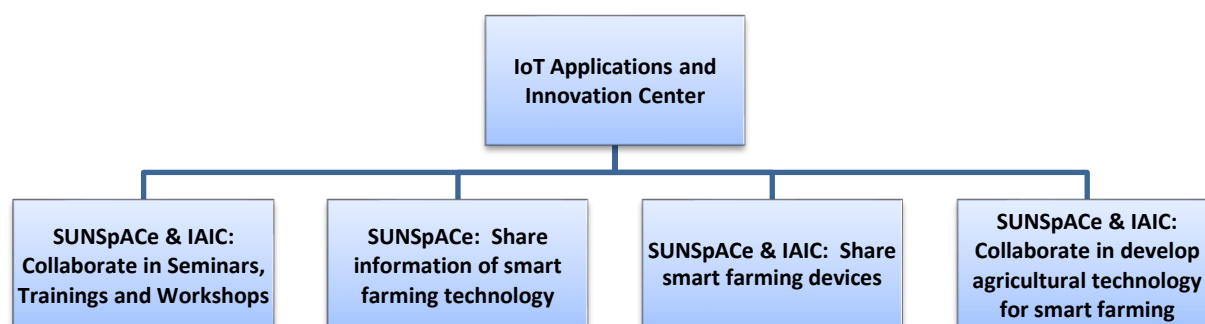 IoT Applications and
Innovation Center
SUNSpACe & IAIC:
Collaborate in Seminars,
Trainings and Workshops
SUNSpACe: Share
information of smart
farming technology
SUNSpACe & IAIC: Share
smart farming devices
SUNSpACe & IAIC:
Collaborate in develop
agricultural technology
for smart farming